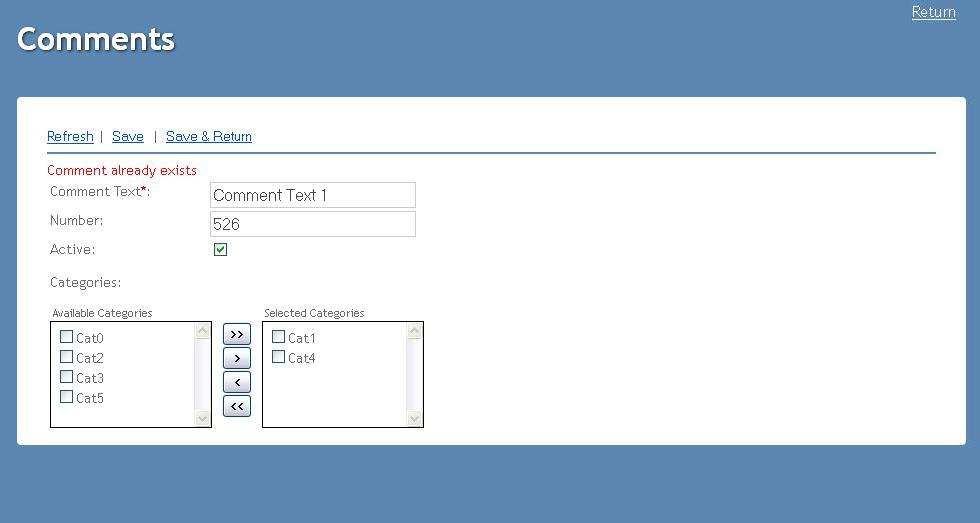 Return
Comments
Refresh | Save | Save & Return
Comment already exists
Comment Text*: Comment Text 1
Number: 526
Active:
Categories:
Available Categories
Cat0
Cat2
Cat3
Cat5
>>
>
<
<<
Selected Categories
Cat1
Cat4